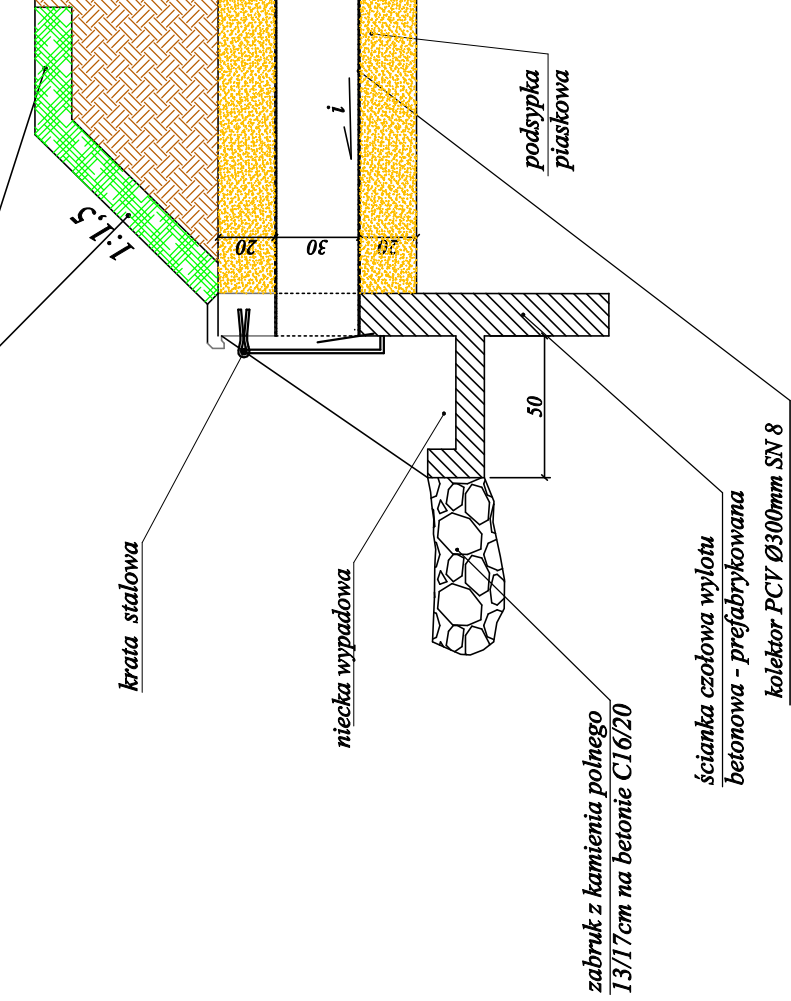 1:1,5
i
podsypka
piaskowa
20
30
20
50
krata stalowa
niecka wypadowa
zabruk z kamienia polnego
13/17cm na betonie C16/20
ścianka czołowa wylotu
betonowa - prefabrykowana
kolektor PCV Ø300mm SN 8